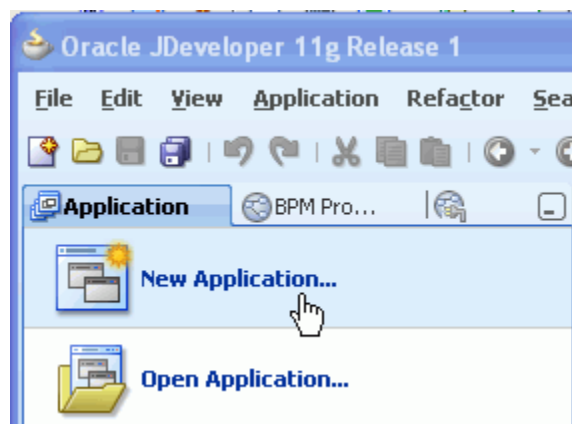 Oracle JDeveloper 11g Release 1
File Edit View Application Refactor Sea
Application BPM Pro...
New Application...
Open Application...